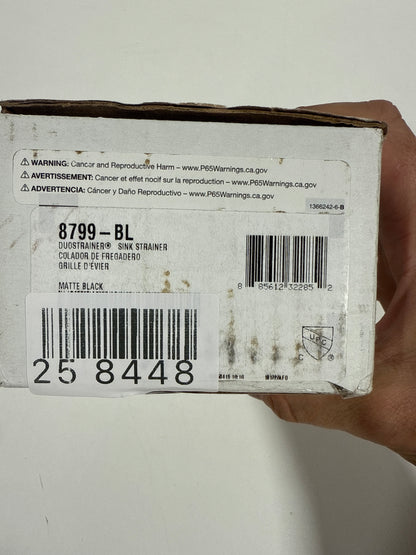 ⚠ WARNING: Cancer and Reproductive Harm – www.P65Warnings.ca.gov
⚠ AVERTISSEMENT: Cancer et effet nocif sur la reproduction – www.P65Warnings.ca.gov
⚠ ADVERTENCIA: Cáncer y Daño Reproductivo – www.P65Warnings.ca.gov
1366242-6-B
8799-BL
DUOSTRAINER® SINK STRAINER
COLADOR DE FREGADERO
GRILLE D'EVIER
8 85612 32285 2
MATTE BLACK
UPC
C ®
25 8448